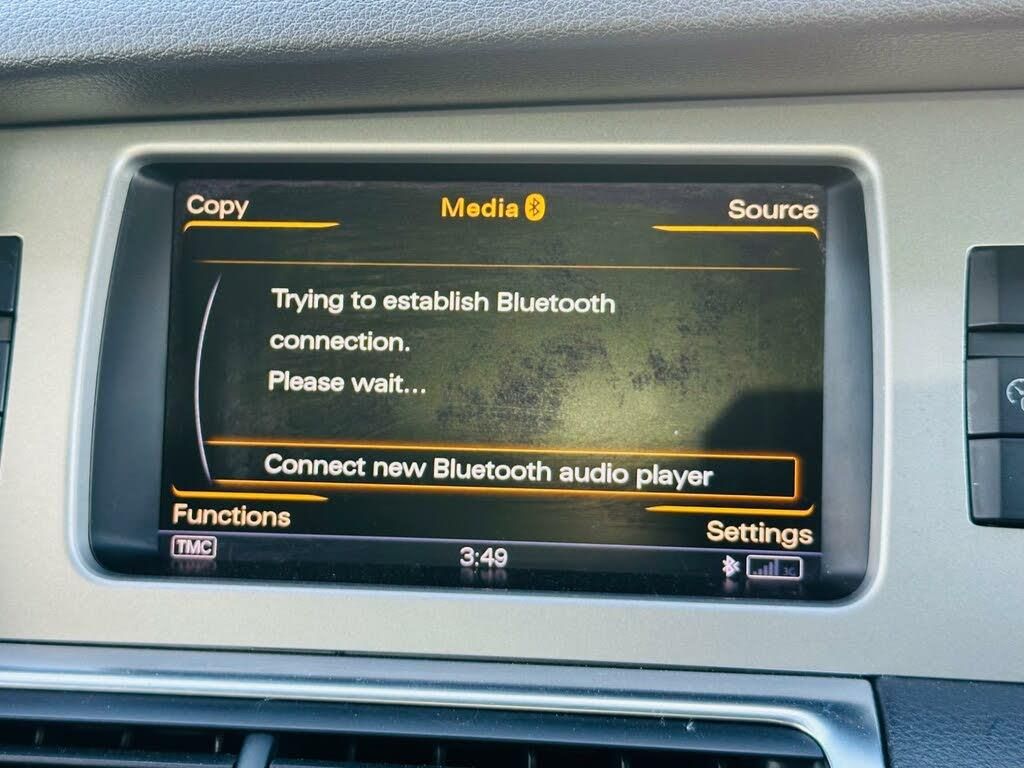 Copy
Media
Source
Trying to establish Bluetooth
connection.
Please wait...
Connect new Bluetooth audio player
Functions
Settings
TMC
3:49
3G